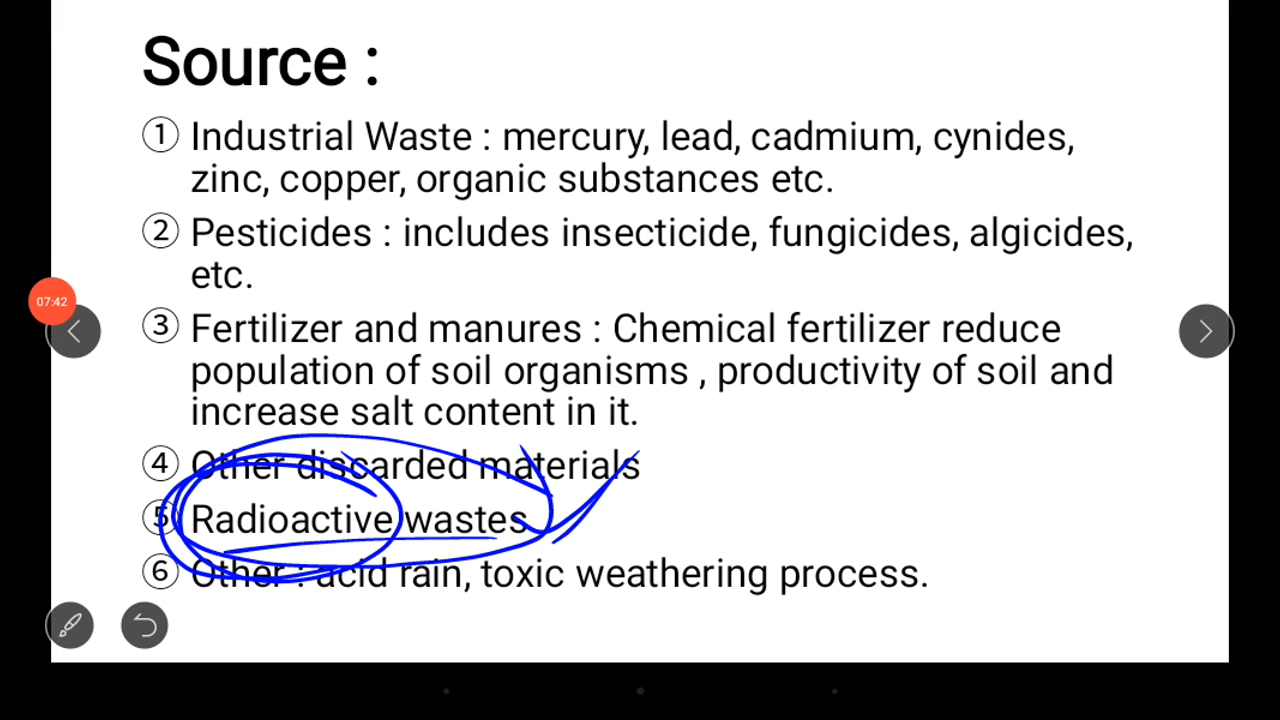 Source :
① Industrial Waste : mercury, lead, cadmium, cynides,
zinc, copper, organic substances etc.
② Pesticides : includes insecticide, fungicides, algicides,
etc.
07:42
③ Fertilizer and manures : Chemical fertilizer reduce
population of soil organisms , productivity of soil and
increase salt content in it.
④ Other discarded materials
⑤ Radioactive wastes
⑥ Other : acid rain, toxic weathering process.